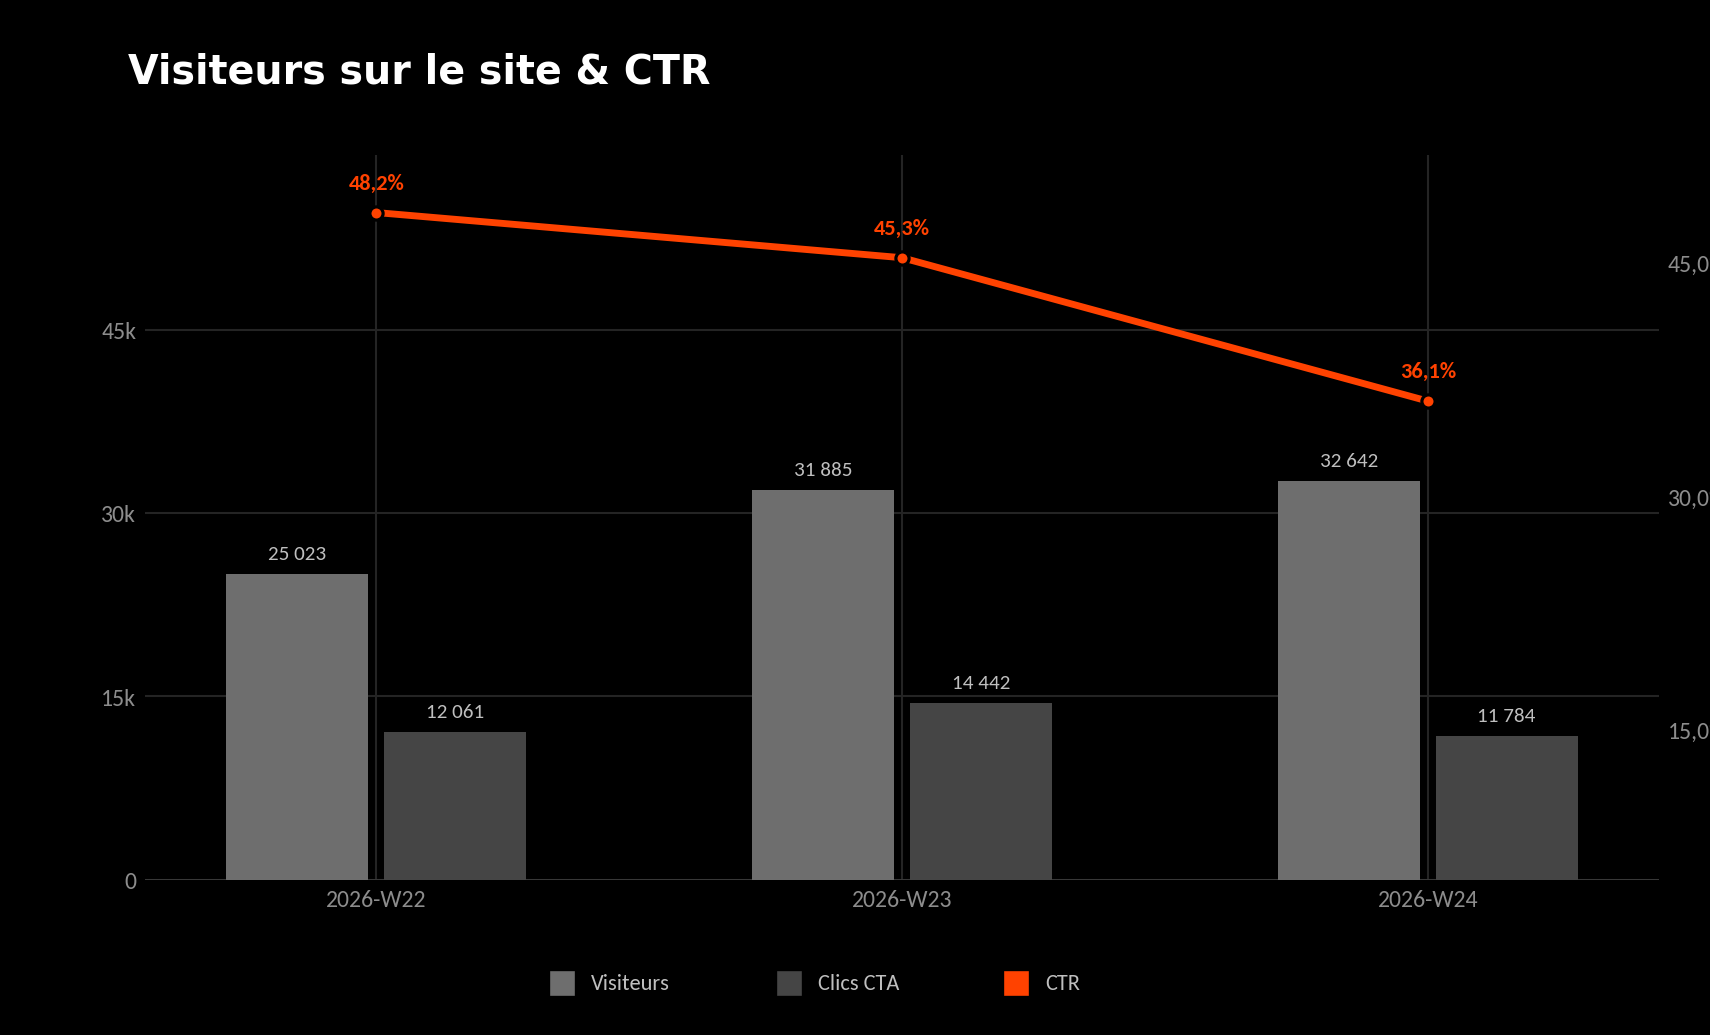 Visiteurs sur le site & CTR
48,2%
45,3%
45,0
45k
36,1%
32 642
31 885
30,0
30k
25 023
14 442
15k
12 061
11 784
15,0
0
2026-W22
2026-W23
2026-W24
Visiteurs
Clics CTA
CTR